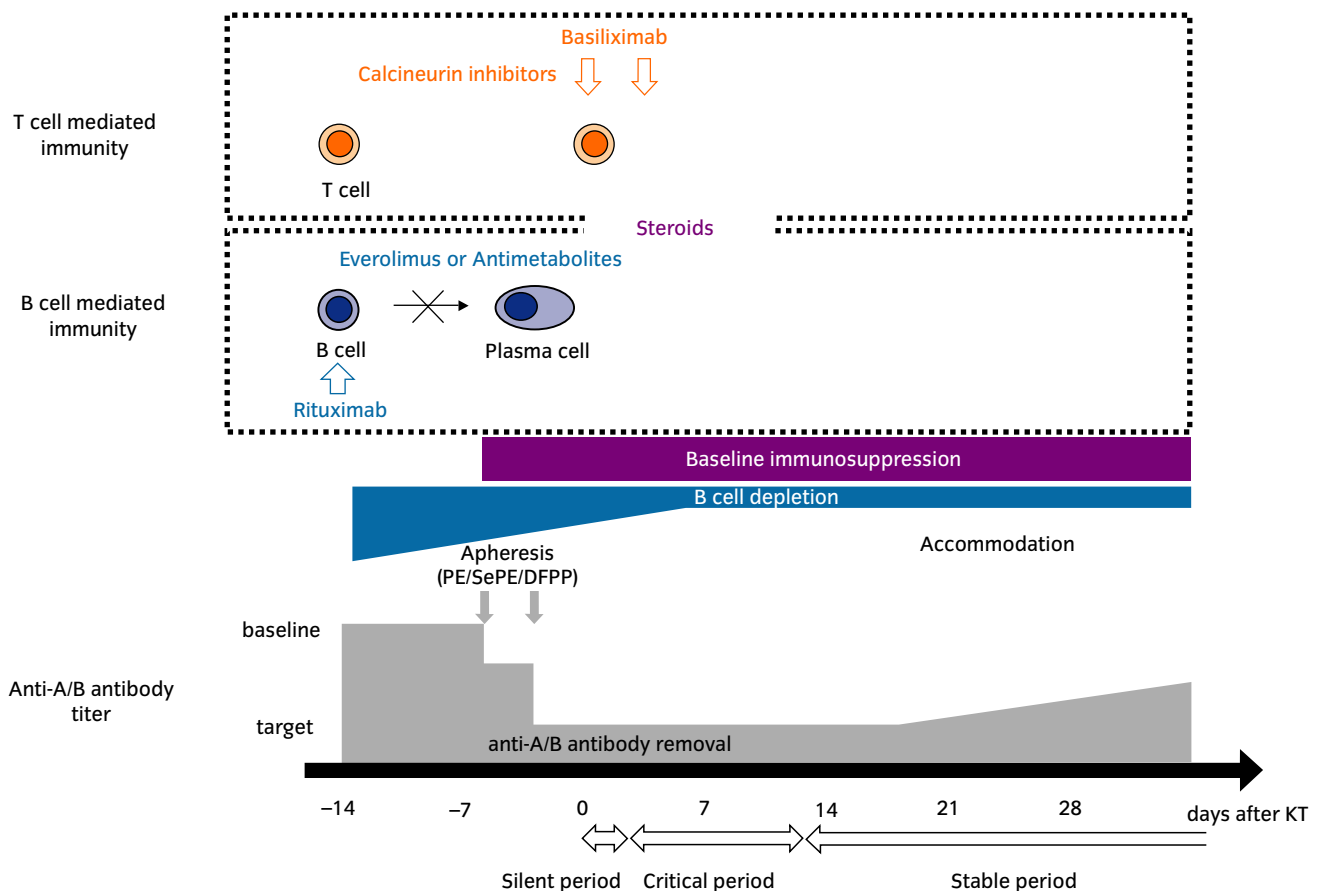 Basiliximab
Calcineurin inhibitors
T cell mediated
immunity
T cell
Steroids
Everolimus or Antimetabolites
B cell mediated
immunity
B cell
Plasma cell
Rituximab
Baseline immunosuppression
B cell depletion
Accommodation
Apheresis
(PE/SePE/DFPP)
baseline
Anti-A/B antibody
titer
target
anti-A/B antibody removal
−14 −7 0 7 14 21 28 days after KT
Silent period Critical period Stable period